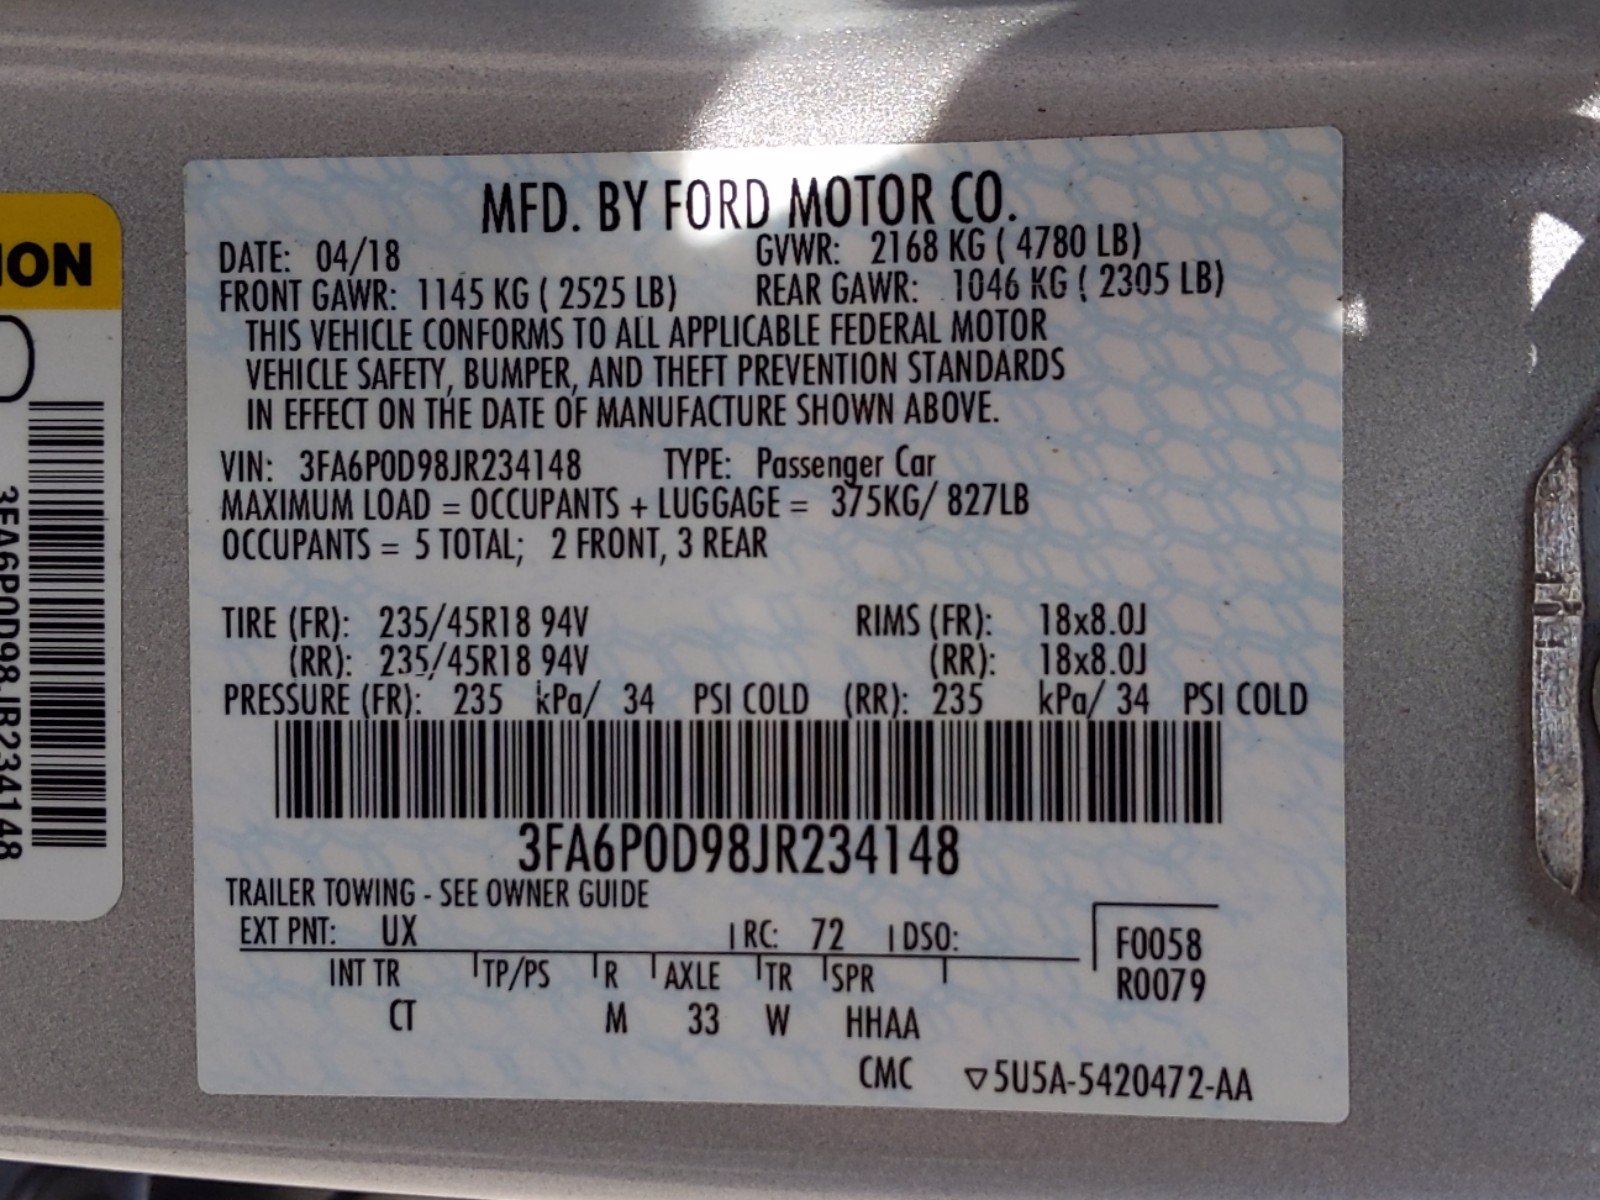 ION
3FA6P0D98JR234148
MFD. BY FORD MOTOR CO.
DATE: 04/18 GVWR: 2168 KG ( 4780 LB)
FRONT GAWR: 1145 KG ( 2525 LB) REAR GAWR: 1046 KG ( 2305 LB)
THIS VEHICLE CONFORMS TO ALL APPLICABLE FEDERAL MOTOR
VEHICLE SAFETY, BUMPER, AND THEFT PREVENTION STANDARDS
IN EFFECT ON THE DATE OF MANUFACTURE SHOWN ABOVE.
VIN: 3FA6P0D98JR234148 TYPE: Passenger Car
MAXIMUM LOAD = OCCUPANTS + LUGGAGE = 375KG/ 827LB
OCCUPANTS = 5 TOTAL; 2 FRONT, 3 REAR
TIRE (FR): 235/45R18 94V RIMS (FR): 18x8.0J
(RR): 235/45R18 94V (RR): 18x8.0J
PRESSURE (FR): 235 kPa/ 34 PSI COLD (RR): 235 kPa/ 34 PSI COLD
3FA6P0D98JR234148
TRAILER TOWING - SEE OWNER GUIDE
EXT PNT: UX RC: 72 DSO: F0058
INT TR TP/PS R AXLE TR SPR R0079
CT M 33 W HHAA
CMC ▽5U5A-5420472-AA